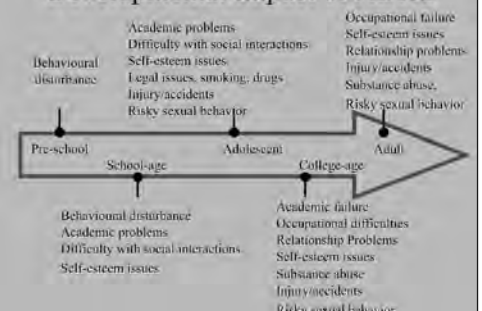 Academic problems
Difficulty with social interactions
Self-esteem issues
Legal issues, smoking, drugs
Injury/accidents
Risky sexual behavior
Occupational failure
Self-esteem issues
Relationship problems
Injury/accidents
Substance abuse,
Risky sexual behavior
Behavioural
disturbance
Pre-school
Adolescent
Adult
School-age
College-age
Behavioural disturbance
Academic problems
Difficulty with social interactions
Self-esteem issues
Academic failure
Occupational difficulties
Relationship Problems
Self-esteem issues
Substance abuse
Injury/accidents
Risky sexual behavior